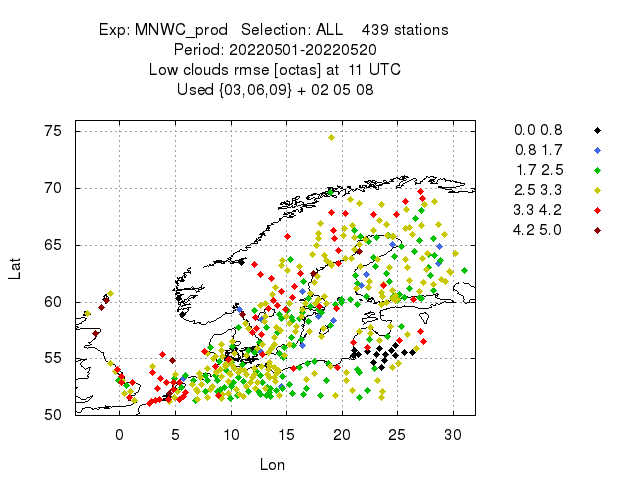 Exp: MNWC_prod Selection: ALL 439 stations
Period: 20220501-20220520
Low clouds rmse [octas] at 11 UTC
Used {03,06,09} + 02 05 08
75
70
65
60
55
50
Lat
0 5 10 15 20 25 30
Lon
0.0 0.8
0.8 1.7
1.7 2.5
2.5 3.3
3.3 4.2
4.2 5.0